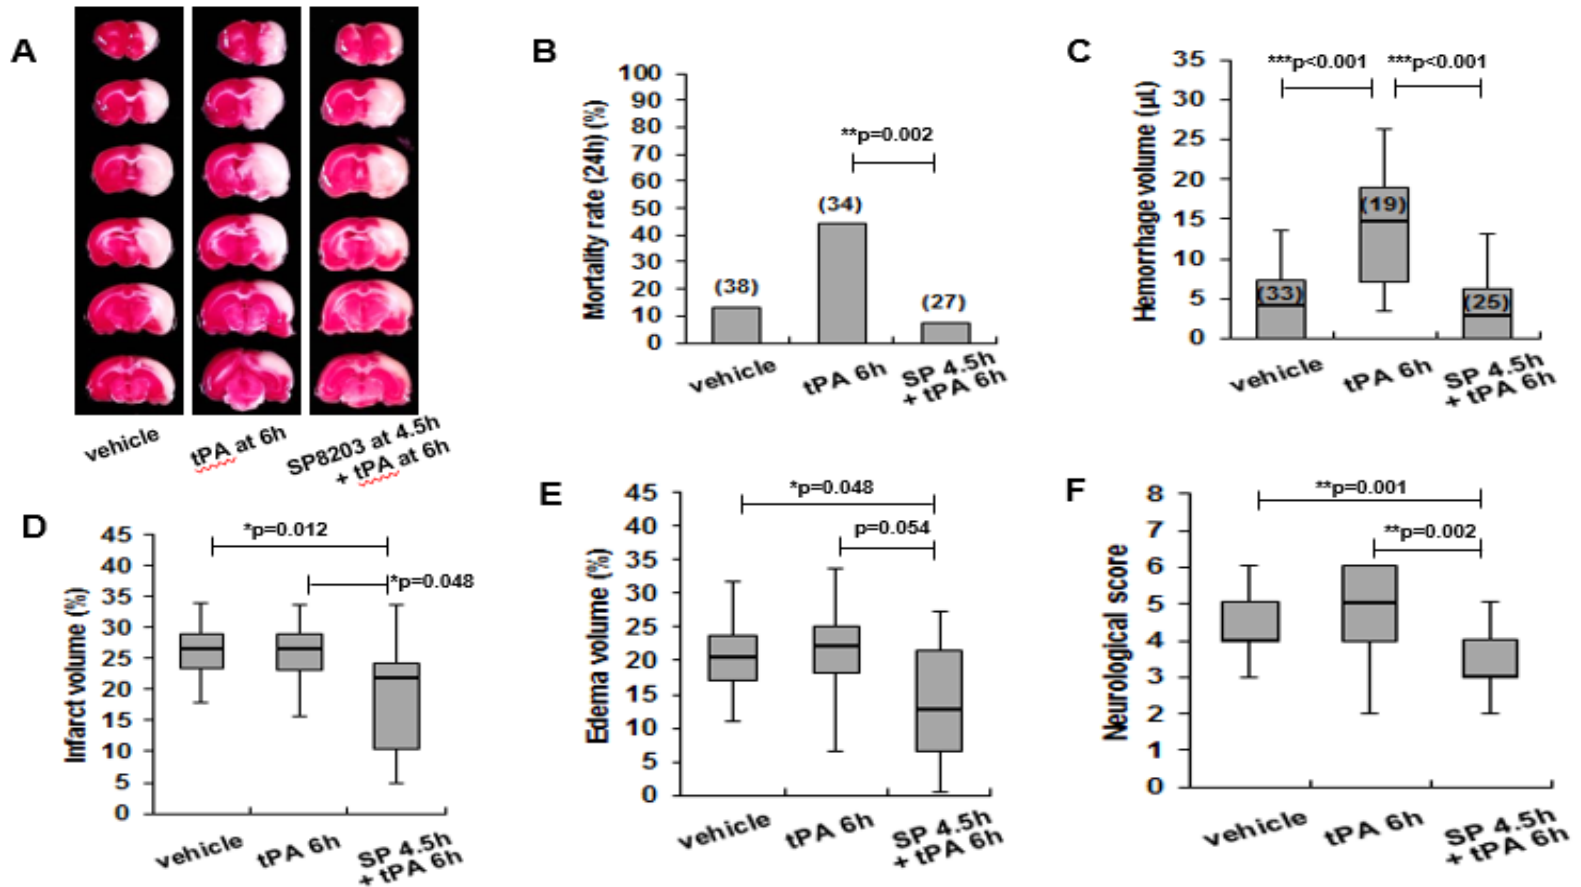 A
vehicle
tPA at 6h
SP8203 at 4.5h
+ tPA at 6h
B
Mortality rate (24h) (%)
100
90
80
70
60
50
40
30
20
10
0
**p=0.002
(38)
(34)
(27)
vehicle
tPA 6h
SP 4.5h
+ tPA 6h
C
Hemorrhage volume (µL)
35
30
25
20
15
10
5
0
***p<0.001
***p<0.001
(33)
(19)
(25)
vehicle
tPA 6h
SP 4.5h
+ tPA 6h
D
Infarct volume (%)
45
40
35
30
25
20
15
10
5
0
*p=0.012
*p=0.048
vehicle
tPA 6h
SP 4.5h
+ tPA 6h
E
Edema volume (%)
45
40
35
30
25
20
15
10
5
0
*p=0.048
p=0.054
vehicle
tPA 6h
SP 4.5h
+ tPA 6h
F
Neurological score
8
7
6
5
4
3
2
1
0
**p=0.001
**p=0.002
vehicle
tPA 6h
SP 4.5h
+ tPA 6h